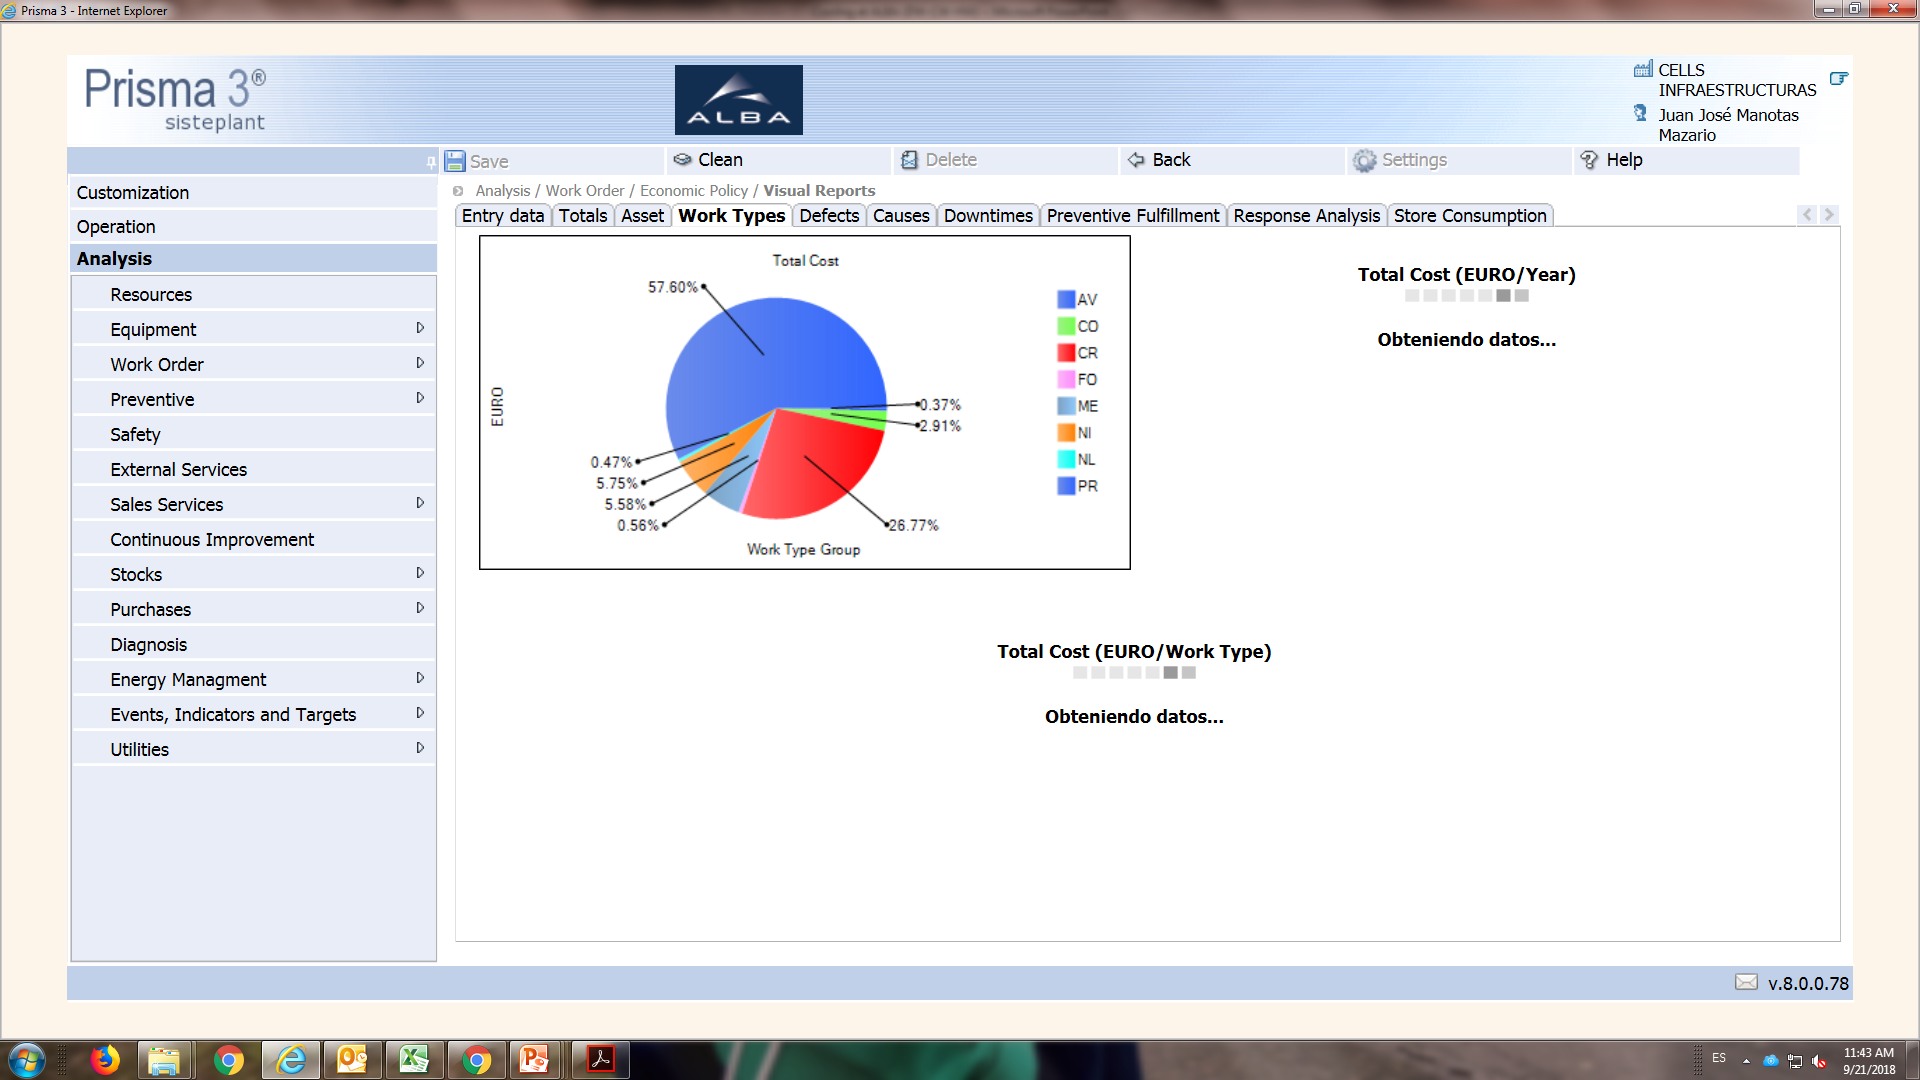 Prisma 3 - Internet Explorer
Prisma 3®
sisteplant
ALBA
CELLS
INFRAESTRUCTURAS
Juan José Manotas
Mazario
Save
Clean
Delete
Back
Settings
Help
Customization
Operation
Analysis
Resources
Equipment
Work Order
Preventive
Safety
External Services
Sales Services
Continuous Improvement
Stocks
Purchases
Diagnosis
Energy Managment
Events, Indicators and Targets
Utilities
Analysis / Work Order / Economic Policy / Visual Reports
Entry data
Totals
Asset
Work Types
Defects
Causes
Downtimes
Preventive Fulfillment
Response Analysis
Store Consumption
Total Cost
57.60%
0.37%
2.91%
0.47%
5.75%
5.58%
0.56%
26.77%
EURO
Work Type Group
AV
CO
CR
FO
ME
NI
NL
PR
Total Cost (EURO/Year)
Obteniendo datos...
Total Cost (EURO/Work Type)
Obteniendo datos...
v.8.0.0.78
ES
11:43 AM
9/21/2018